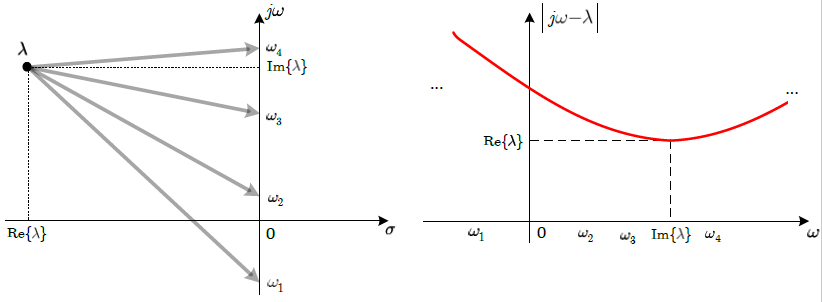 jω
λ
ω₄
Im{λ}
ω₃
ω₂
Re{λ}
0
σ
ω₁
|jω−λ|
...
...
Re{λ}
ω₁
0
ω₂
ω₃
Im{λ}
ω₄
ω